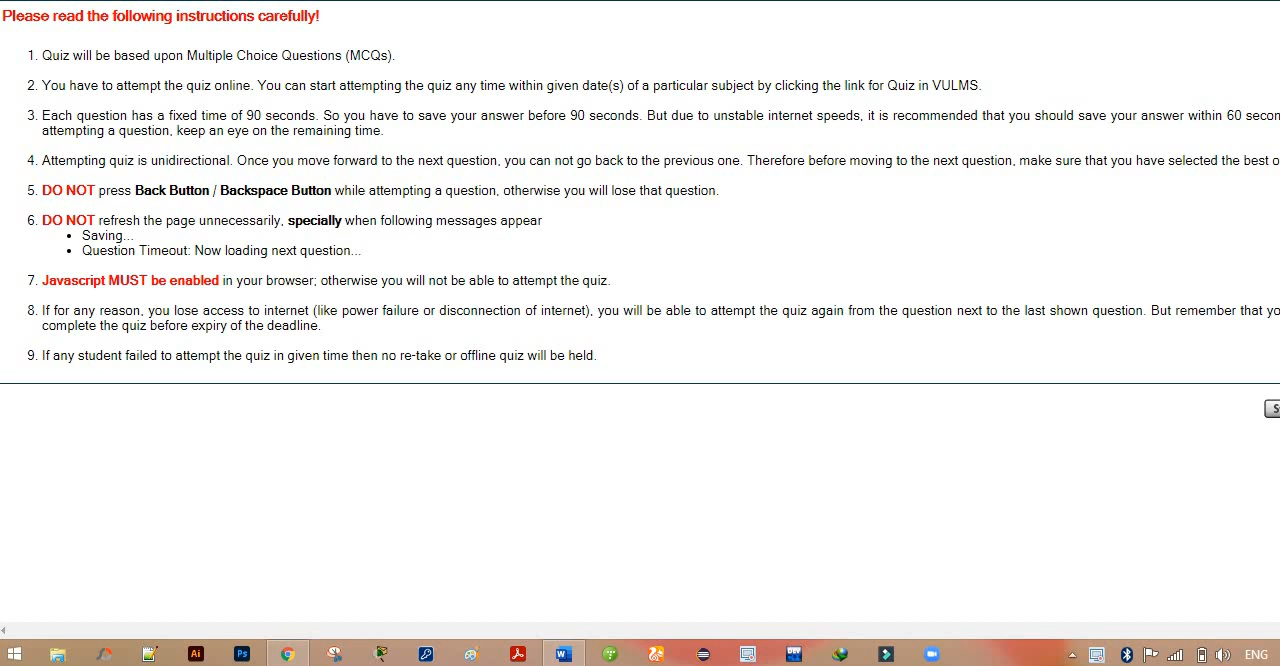 Please read the following instructions carefully!
1. Quiz will be based upon Multiple Choice Questions (MCQs).
2. You have to attempt the quiz online. You can start attempting the quiz any time within given date(s) of a particular subject by clicking the link for Quiz in VULMS.
3. Each question has a fixed time of 90 seconds. So you have to save your answer before 90 seconds. But due to unstable internet speeds, it is recommended that you should save your answer within 60 secon
attempting a question, keep an eye on the remaining time.
4. Attempting quiz is unidirectional. Once you move forward to the next question, you can not go back to the previous one. Therefore before moving to the next question, make sure that you have selected the best o
5. DO NOT press Back Button / Backspace Button while attempting a question, otherwise you will lose that question.
6. DO NOT refresh the page unnecessarily, specially when following messages appear
• Saving...
• Question Timeout: Now loading next question...
7. Javascript MUST be enabled in your browser; otherwise you will not be able to attempt the quiz.
8. If for any reason, you lose access to internet (like power failure or disconnection of internet), you will be able to attempt the quiz again from the question next to the last shown question. But remember that yo
complete the quiz before expiry of the deadline.
9. If any student failed to attempt the quiz in given time then no re-take or offline quiz will be held.
S
Ai Ps W ENG